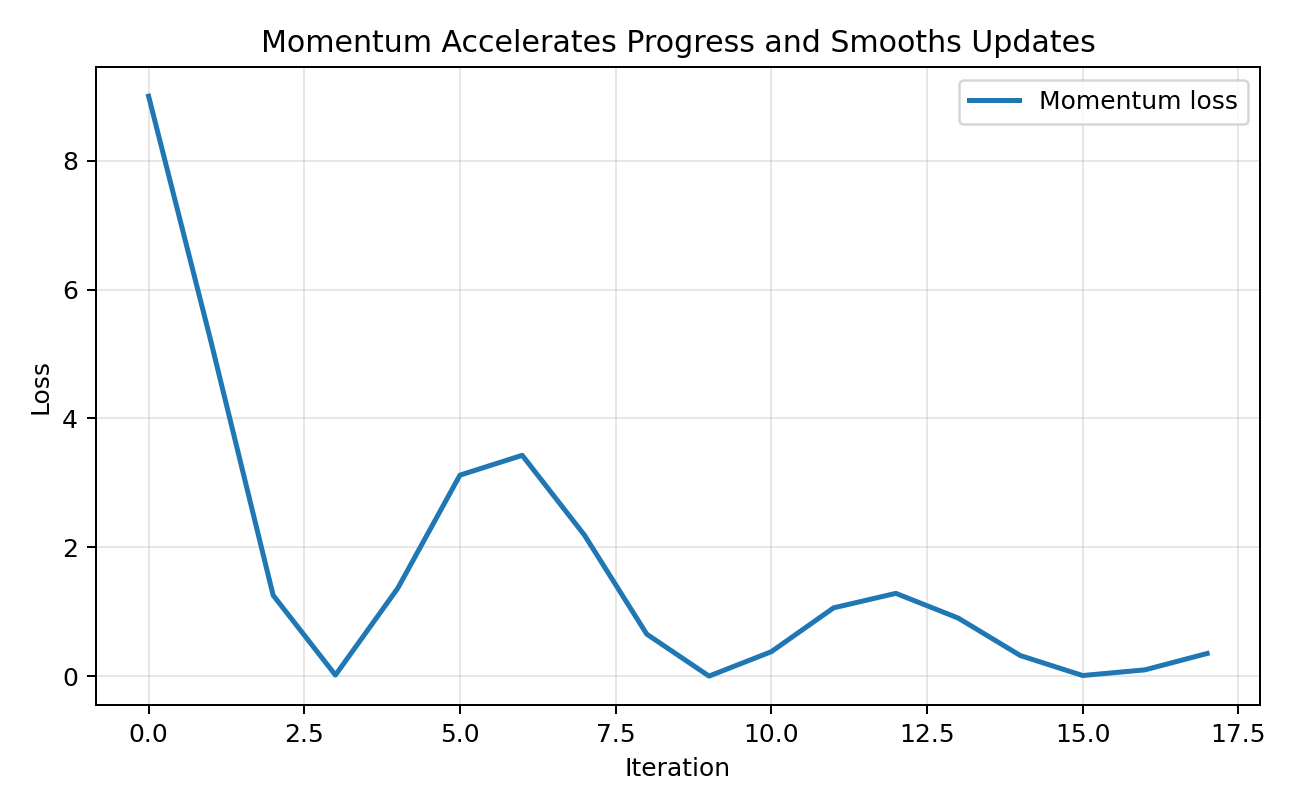 Momentum Accelerates Progress and Smooths Updates
Momentum loss
Loss
8
6
4
2
0
0.0 2.5 5.0 7.5 10.0 12.5 15.0 17.5
Iteration